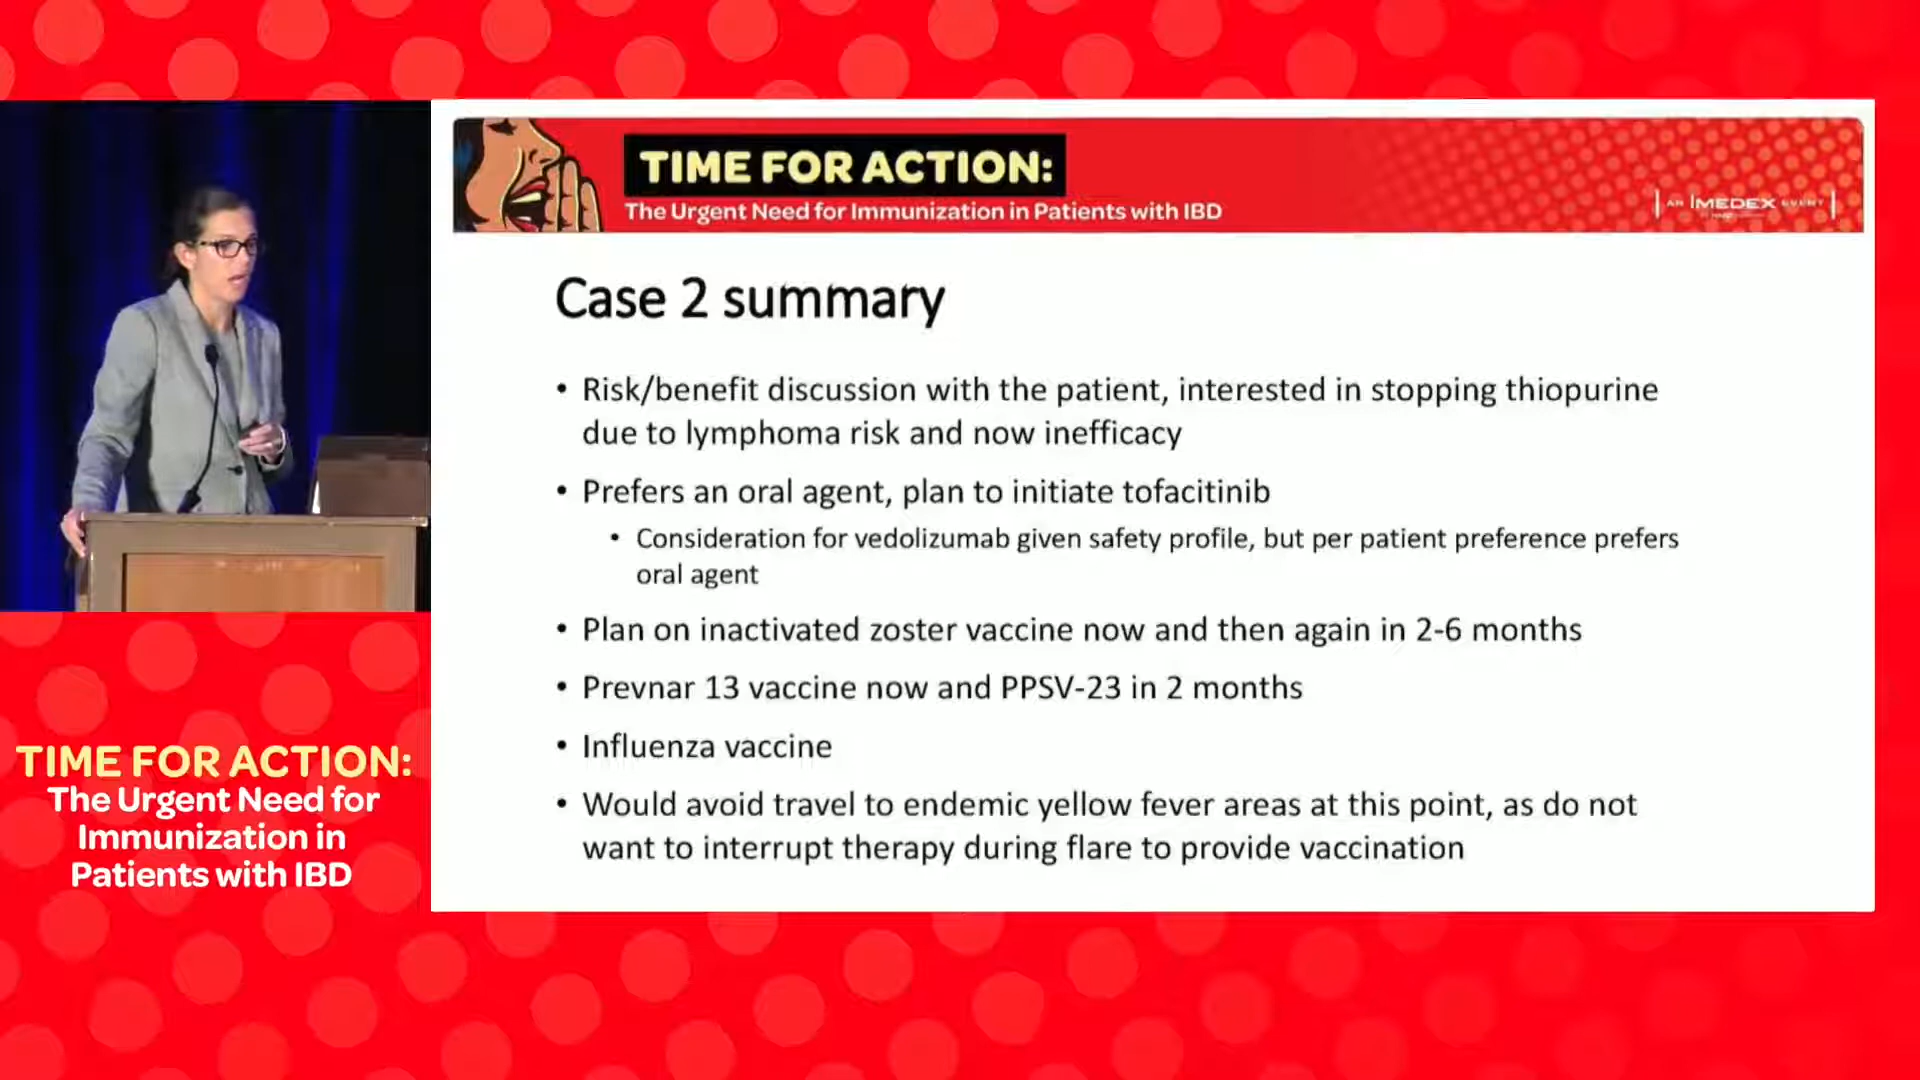 TIME FOR ACTION:
The Urgent Need for Immunization in Patients with IBD
AN IMEDEX EVENT
Case 2 summary
• Risk/benefit discussion with the patient, interested in stopping thiopurine
due to lymphoma risk and now inefficacy
• Prefers an oral agent, plan to initiate tofacitinib
• Consideration for vedolizumab given safety profile, but per patient preference prefers
oral agent
• Plan on inactivated zoster vaccine now and then again in 2-6 months
• Prevnar 13 vaccine now and PPSV-23 in 2 months
• Influenza vaccine
• Would avoid travel to endemic yellow fever areas at this point, as do not
want to interrupt therapy during flare to provide vaccination
TIME FOR ACTION:
The Urgent Need for
Immunization in
Patients with IBD